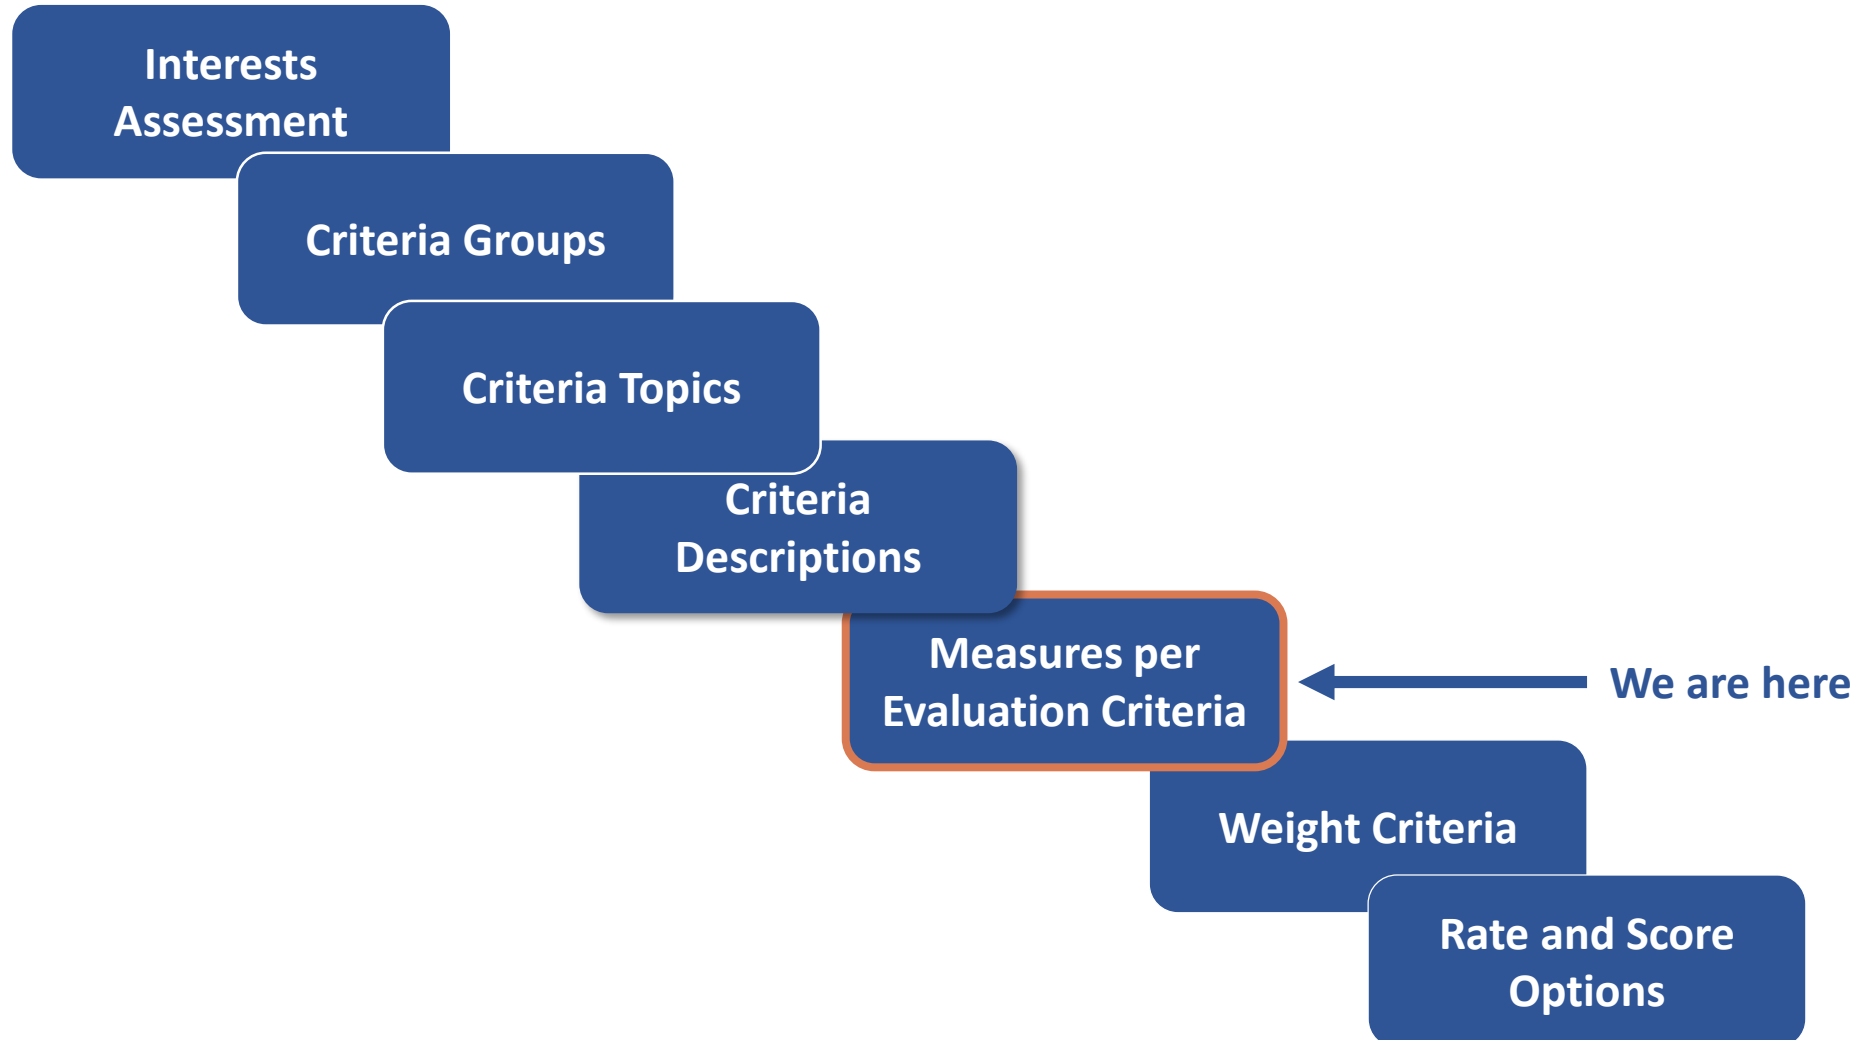 Interests
Assessment
Criteria Groups
Criteria Topics
Criteria
Descriptions
Measures per
Evaluation Criteria
We are here
Weight Criteria
Rate and Score
Options